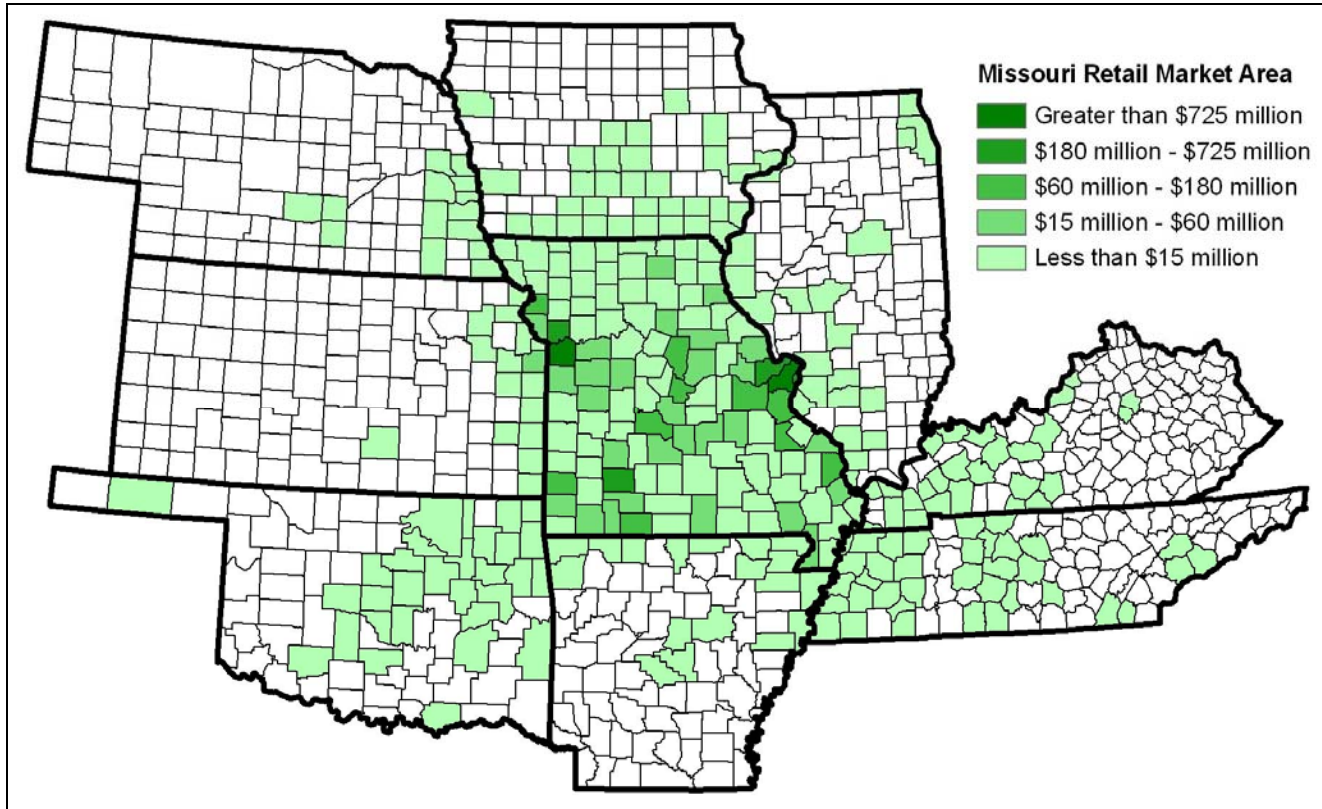 Missouri Retail Market Area
Greater than $725 million
$180 million - $725 million
$60 million - $180 million
$15 million - $60 million
Less than $15 million